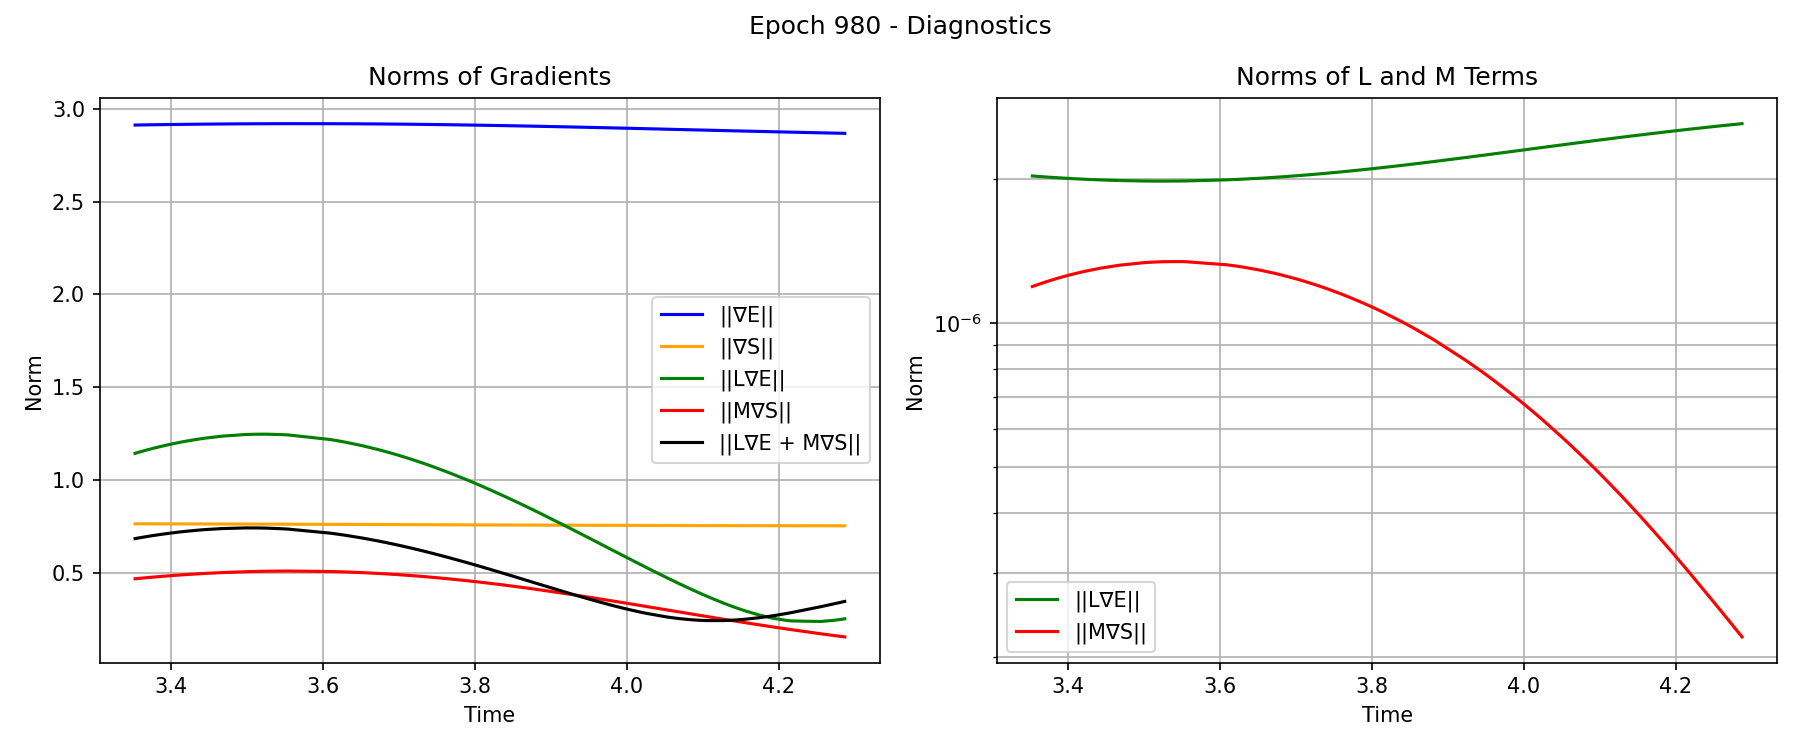 Epoch 980 - Diagnostics
Norms of Gradients
Norm
3.0
2.5
2.0
1.5
1.0
0.5
3.4 3.6 3.8 4.0 4.2
Time
||∇E||
||∇S||
||L∇E||
||M∇S||
||L∇E + M∇S||
Norms of L and M Terms
Norm
10⁻⁶
3.4 3.6 3.8 4.0 4.2
Time
||L∇E||
||M∇S||